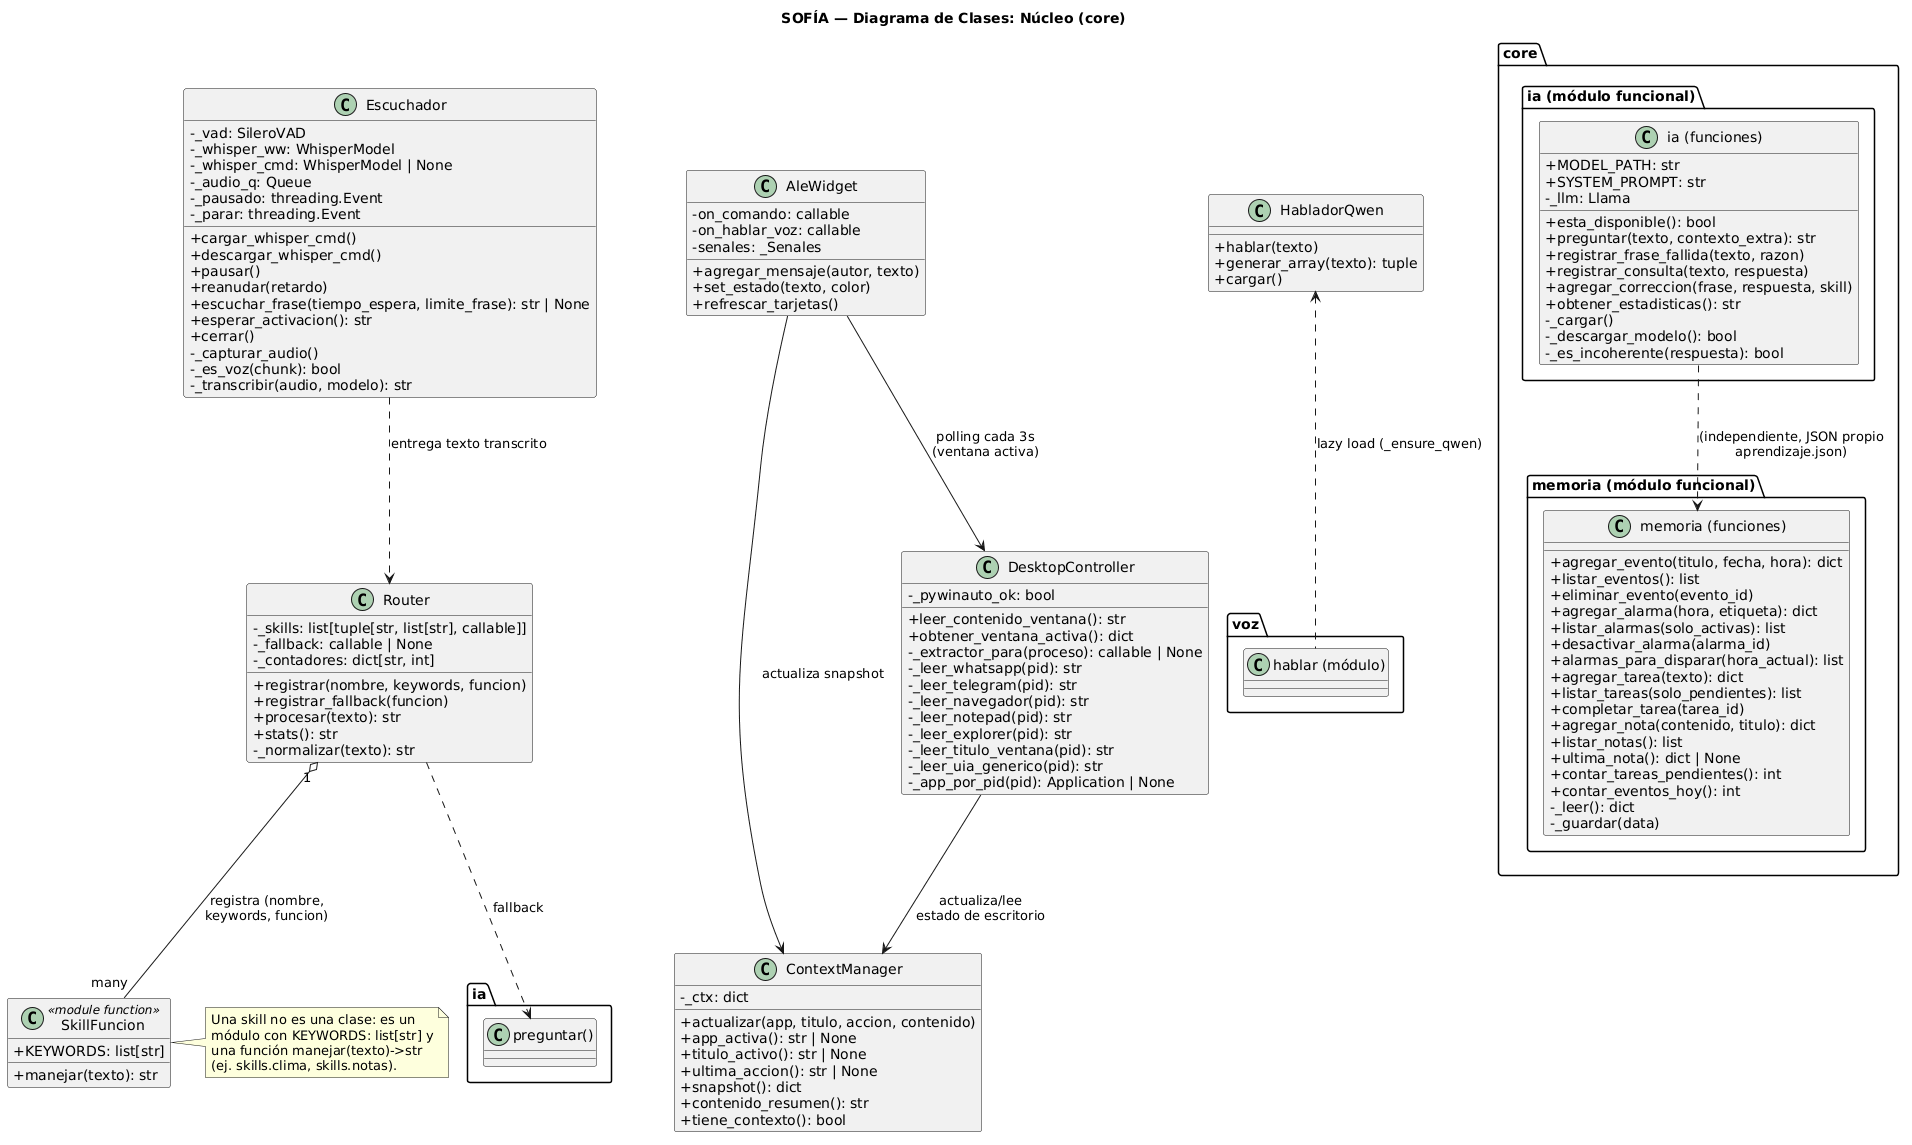 SOFÍA — Diagrama de Clases: Núcleo (core)
C Escuchador
-_vad: SileroVAD
-_whisper_ww: WhisperModel
-_whisper_cmd: WhisperModel | None
-_audio_q: Queue
-_pausado: threading.Event
-_parar: threading.Event
+cargar_whisper_cmd()
+descargar_whisper_cmd()
+pausar()
+reanudar(retardo)
+escuchar_frase(tiempo_espera, limite_frase): str | None
+esperar_activacion(): str
+cerrar()
-_capturar_audio()
-_es_voz(chunk): bool
-_transcribir(audio, modelo): str
entrega texto transcrito
C Router
-_skills: list[tuple[str, list[str], callable]]
-_fallback: callable | None
-_contadores: dict[str, int]
+registrar(nombre, keywords, funcion)
+registrar_fallback(funcion)
+procesar(texto): str
+stats(): str
-_normalizar(texto): str
1
registra (nombre,
keywords, funcion)
many
fallback
C «module function»
SkillFuncion
+KEYWORDS: list[str]
+manejar(texto): str
Una skill no es una clase: es un
módulo con KEYWORDS: list[str] y
una función manejar(texto)->str
(ej. skills.clima, skills.notas).
ia
C preguntar()
C AleWidget
-on_comando: callable
-on_hablar_voz: callable
-senales: _Senales
+agregar_mensaje(autor, texto)
+set_estado(texto, color)
+refrescar_tarjetas()
polling cada 3s
(ventana activa)
actualiza snapshot
C DesktopController
-_pywinauto_ok: bool
+leer_contenido_ventana(): str
+obtener_ventana_activa(): dict
-_extractor_para(proceso): callable | None
-_leer_whatsapp(pid): str
-_leer_telegram(pid): str
-_leer_navegador(pid): str
-_leer_notepad(pid): str
-_leer_explorer(pid): str
-_leer_titulo_ventana(pid): str
-_leer_uia_generico(pid): str
-_app_por_pid(pid): Application | None
actualiza/lee
estado de escritorio
C ContextManager
-_ctx: dict
+actualizar(app, titulo, accion, contenido)
+app_activa(): str | None
+titulo_activo(): str | None
+ultima_accion(): str | None
+snapshot(): dict
+contenido_resumen(): str
+tiene_contexto(): bool
C HabladorQwen
+hablar(texto)
+generar_array(texto): tuple
+cargar()
lazy load (_ensure_qwen)
voz
C hablar (módulo)
core
ia (módulo funcional)
C ia (funciones)
+MODEL_PATH: str
+SYSTEM_PROMPT: str
-_llm: Llama
+esta_disponible(): bool
+preguntar(texto, contexto_extra): str
+registrar_frase_fallida(texto, razon)
+registrar_consulta(texto, respuesta)
+agregar_correccion(frase, respuesta, skill)
+obtener_estadisticas(): str
-_cargar()
-_descargar_modelo(): bool
-_es_incoherente(respuesta): bool
(independiente, JSON propio
aprendizaje.json)
memoria (módulo funcional)
C memoria (funciones)
+agregar_evento(titulo, fecha, hora): dict
+listar_eventos(): list
+eliminar_evento(evento_id)
+agregar_alarma(hora, etiqueta): dict
+listar_alarmas(solo_activas): list
+desactivar_alarma(alarma_id)
+alarmas_para_disparar(hora_actual): list
+agregar_tarea(texto): dict
+listar_tareas(solo_pendientes): list
+completar_tarea(tarea_id)
+agregar_nota(contenido, titulo): dict
+listar_notas(): list
+ultima_nota(): dict | None
+contar_tareas_pendientes(): int
+contar_eventos_hoy(): int
-_leer(): dict
-_guardar(data)